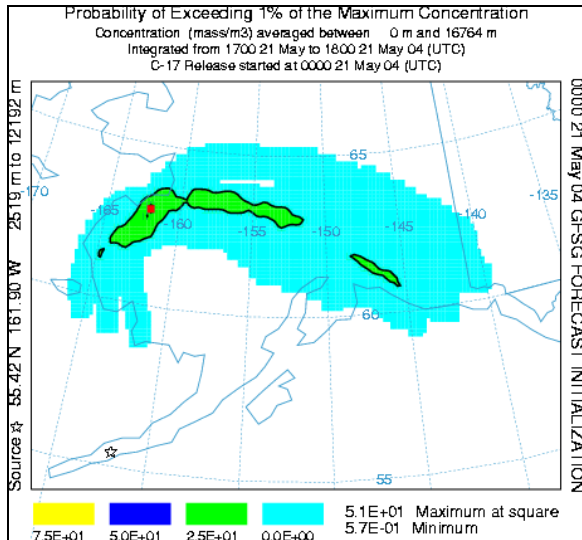 Probability of Exceeding 1% of the Maximum Concentration
Concentration (mass/m3) averaged between 0 m and 16764 m
Integrated from 1700 21 May to 1800 21 May 04 (UTC)
C-17 Release started at 0000 21 May 04 (UTC)
Source ☆ 55.42 N 161.90 W 2519 m to 12192 m
0000 21 May 04 GFSG FORECAST INITIALIZATION
-170
-165
-160
-155
-150
-145
-140
-135
65
60
55
7.5E+01
5.0E+01
2.5E+01
0.0E+00
5.1E+01 Maximum at square
5.7E-01 Minimum